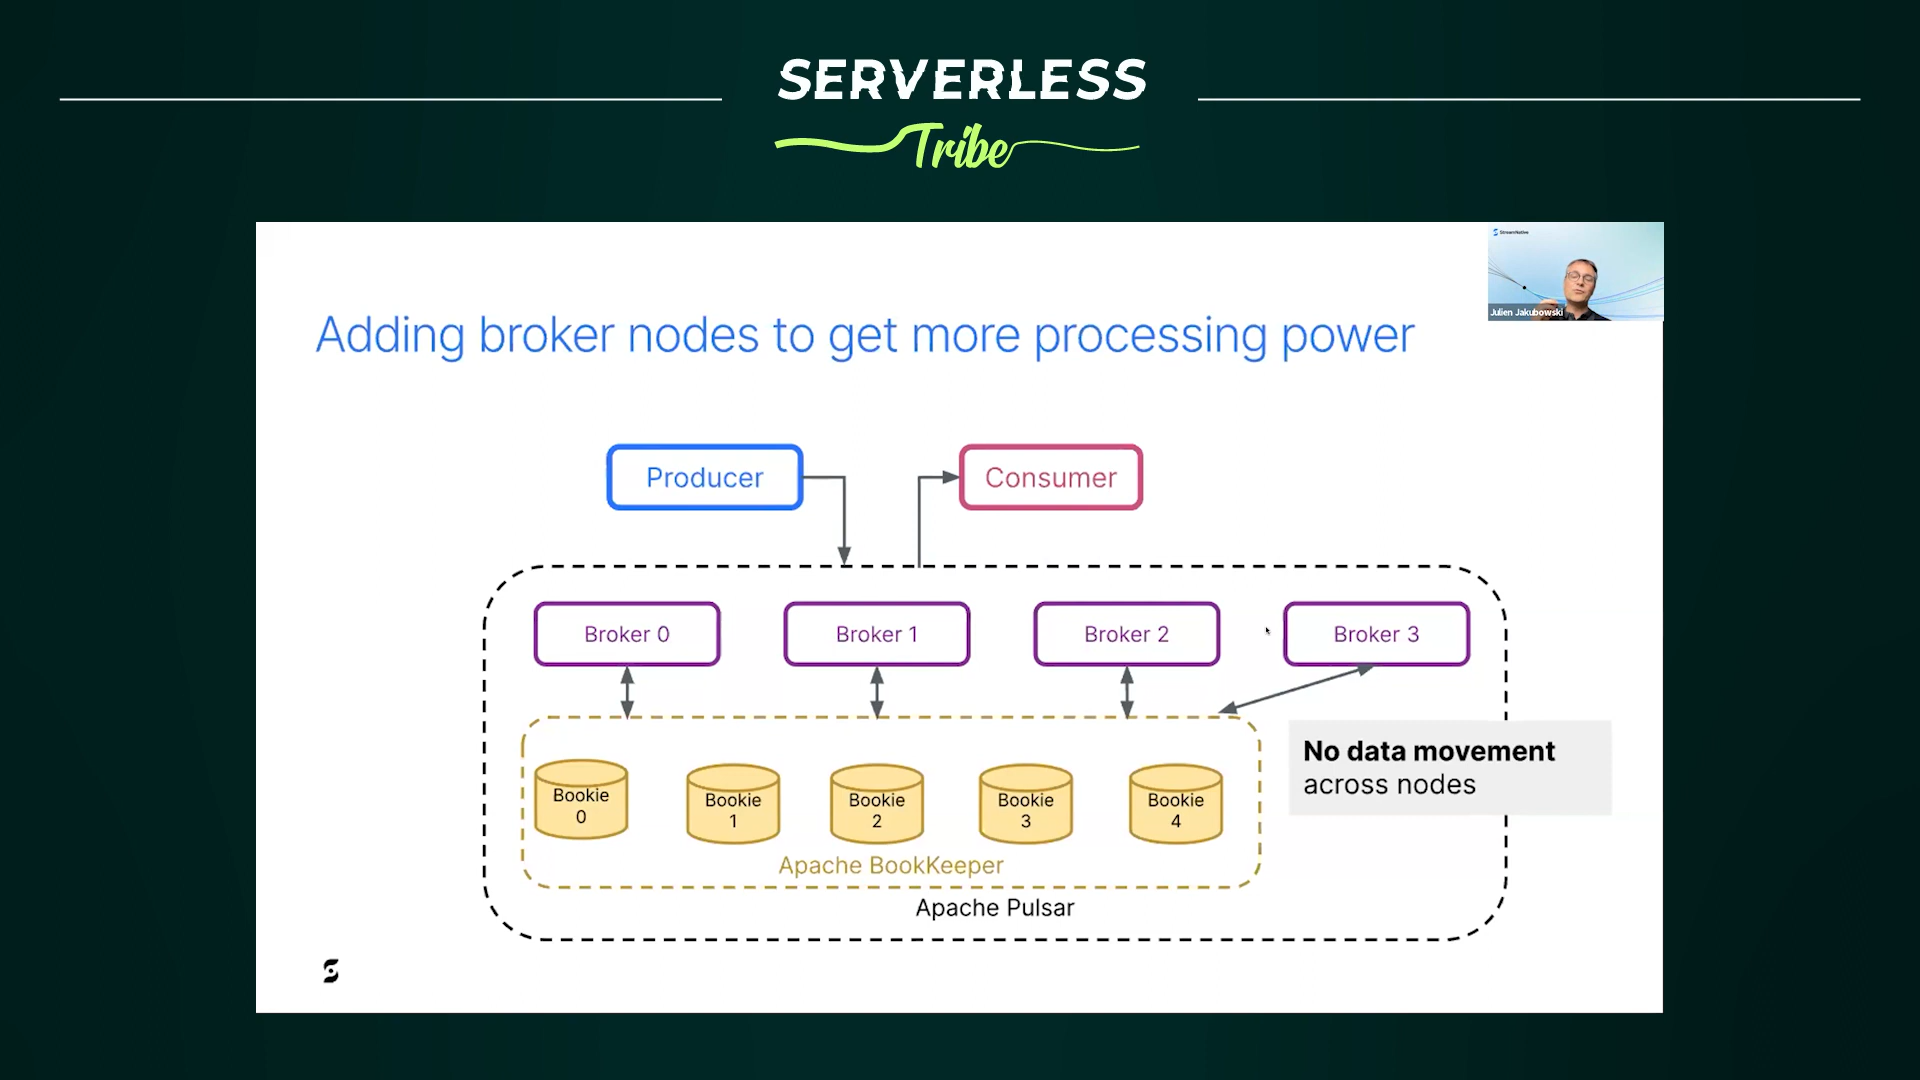 SERVERLESS
Tribe
StreamNative
Julien Jakubowski
Adding broker nodes to get more processing power
Producer
Consumer
Broker 0
Broker 1
Broker 2
Broker 3
No data movement
across nodes
Bookie
0
Bookie
1
Bookie
2
Bookie
3
Bookie
4
Apache BookKeeper
Apache Pulsar